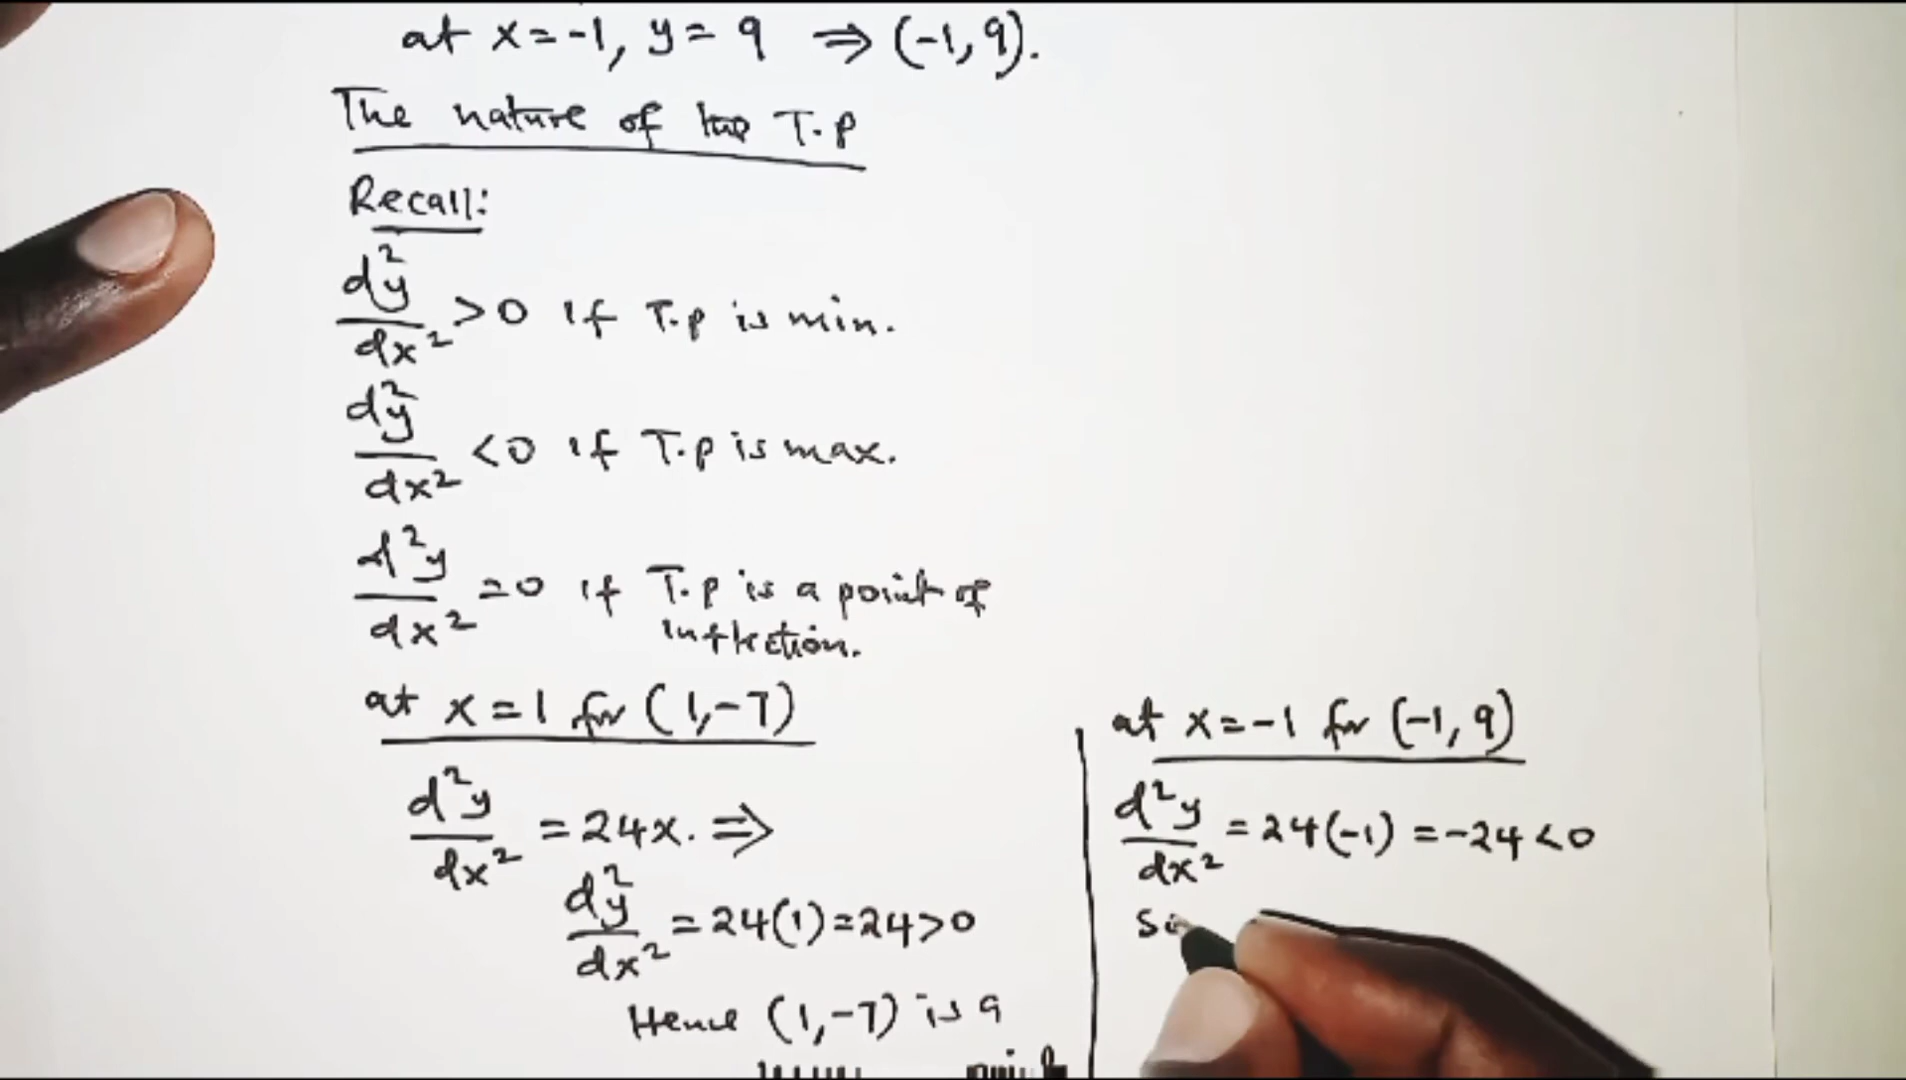 at x=-1, y=9 ⇒ (-1,9).
The nature of the T.p
Recall:
d²y/dx² >0 if T.p is min.
d²y/dx² <0 if T.p is max.
d²y/dx² =0 if T.p is a point of
inflection.
at x=1 for (1,-7)
d²y/dx² = 24x. ⇒
d²y/dx² = 24(1)=24>0
Hence (1,-7) is a
at x=-1 for (-1,9)
d²y/dx² = 24(-1) =-24<0
So